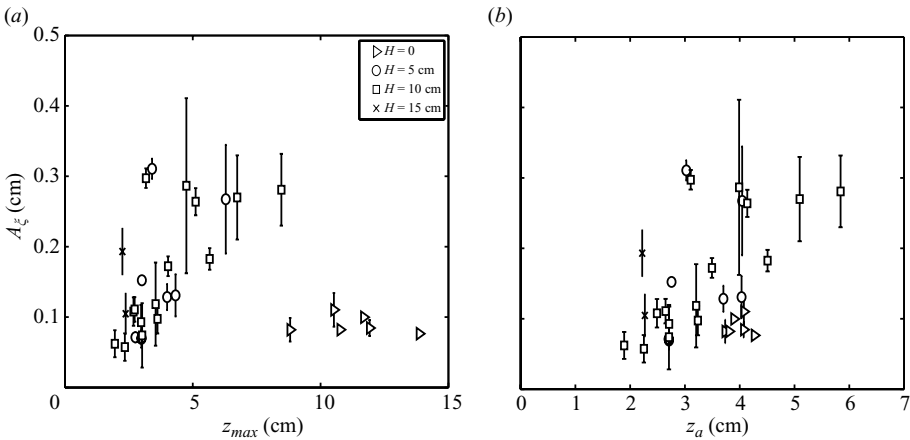 (a)
(b)
0.5
0.4
0.3
0.2
0.1
0
A_ξ (cm)
H = 0
H = 5 cm
H = 10 cm
H = 15 cm
5
10
15
z_max (cm)
0
1
2
3
4
5
6
7
z_a (cm)